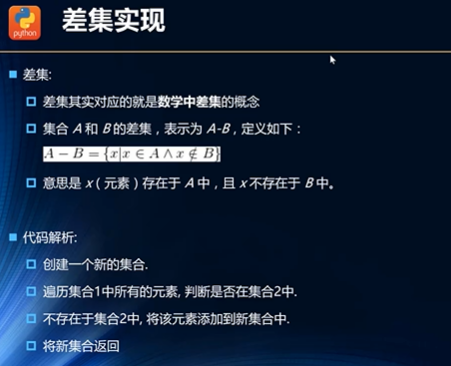 python
差集实现
差集:
差集其实对应的就是数学中差集的概念
集合 A 和 B 的差集，表示为 A-B，定义如下：
A − B = {x|x ∈ A ∧ x ∉ B}
意思是 x（元素）存在于 A 中，且 x 不存在于 B 中。
代码解析:
创建一个新的集合.
遍历集合1中所有的元素, 判断是否在集合2中.
不存在于集合2中, 将该元素添加到新集合中.
将新集合返回